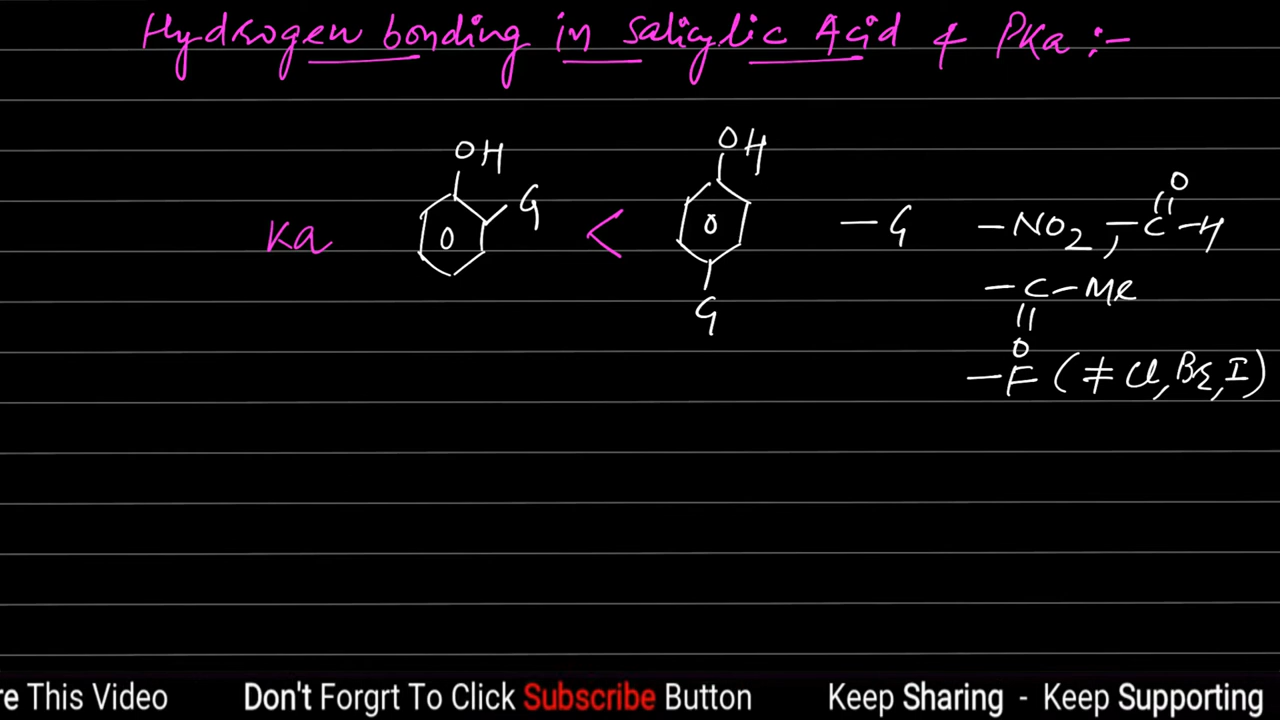 Hydrogen bonding in Salicylic Acid & PKa :-
OH OH O
Ka G < - G - NO2 , - C - H
- C - Me
G O
- F ( ≠ Cl, Br, I )
re This Video Don't Forgrt To Click Subscribe Button Keep Sharing - Keep Supporting